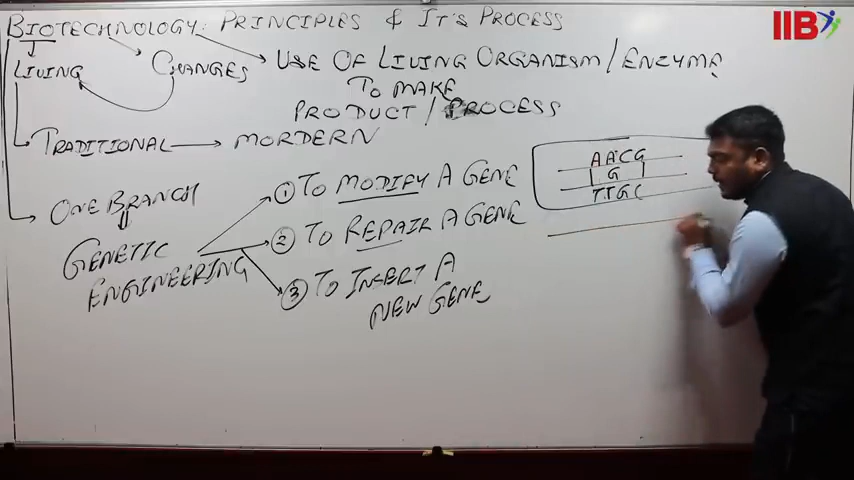 BIOTECHNOLOGY: PRINCIPLES & IT'S PROCESS
IIB
LIVING
CHANGES
USE OF LIVING ORGANISM / ENZYME
TO MAKE
PRODUCT / PROCESS
TRADITIONAL
MORDERN
ONE BRANCH
GENETIC
ENGINEERING
① TO MODIFY A GENE
② TO REPAIR A GENE
③ TO INSERT A
NEW GENE
AACG
G
TTGC